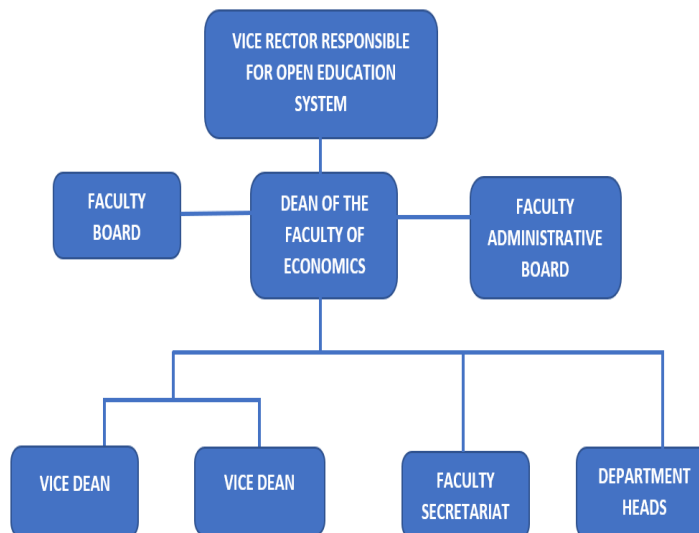 VICE RECTOR RESPONSIBLE
FOR OPEN EDUCATION
SYSTEM
FACULTY
BOARD
DEAN OF THE
FACULTY OF
ECONOMICS
FACULTY
ADMINISTRATIVE
BOARD
VICE DEAN
VICE DEAN
FACULTY
SECRETARIAT
DEPARTMENT
HEADS